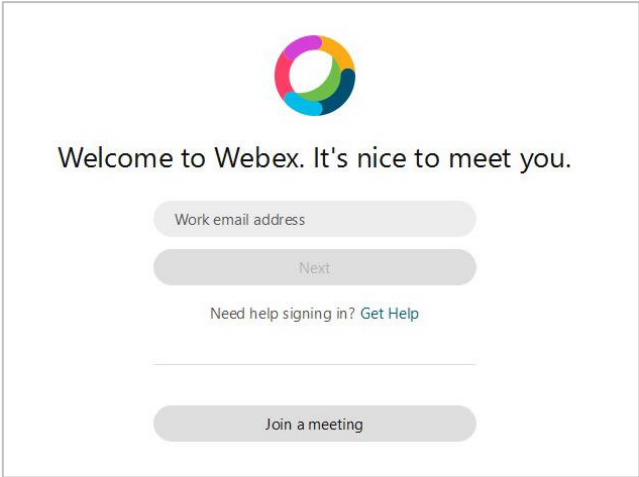 Welcome to Webex. It's nice to meet you.
Work email address
Next
Need help signing in? Get Help
Join a meeting